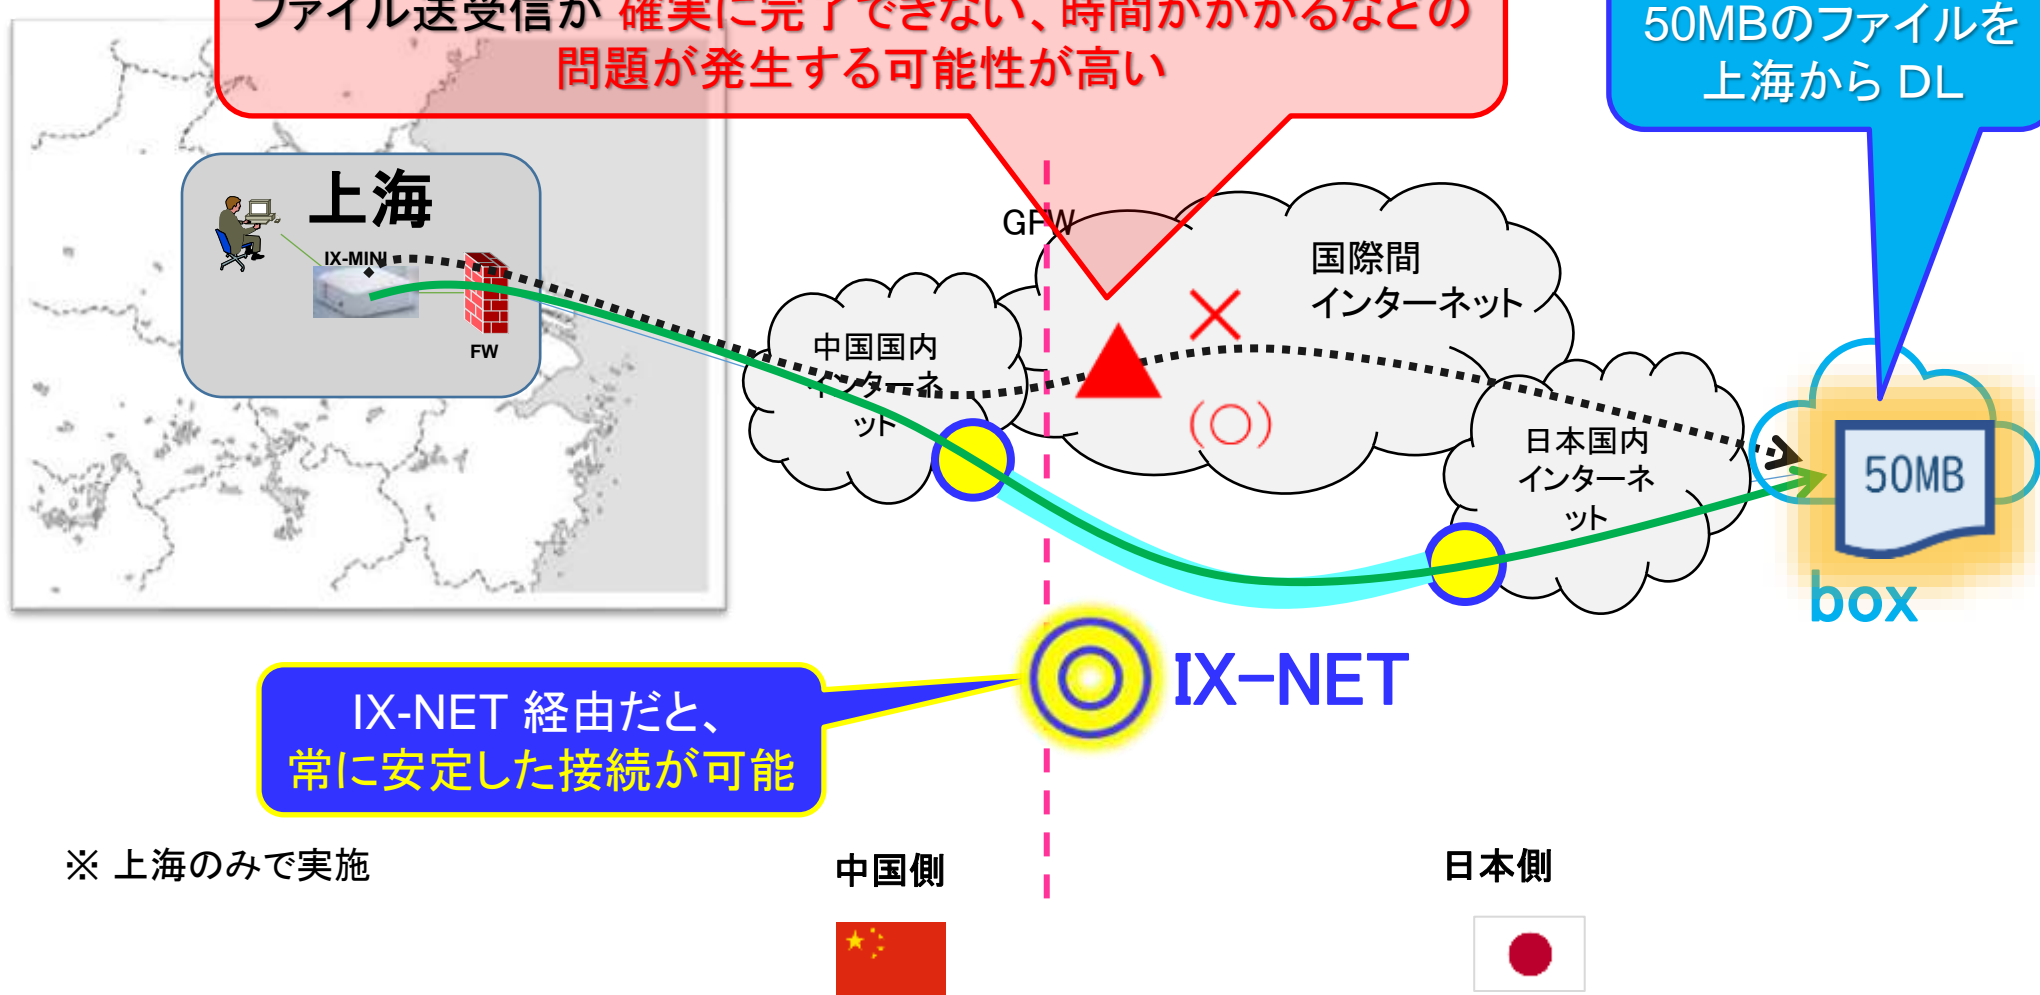 ファイル送受信が 確実に完了できない、時間がかかるなどの
問題が発生する可能性が高い
50MBのファイルを
上海から DL
上海
IX-MINI
FW
GFW
国際間
インターネット
中国国内
インターネ
ット
日本国内
インターネ
ット
50MB
box
IX-NET
IX-NET 経由だと、
常に安定した接続が可能
※ 上海のみで実施
中国側
日本側